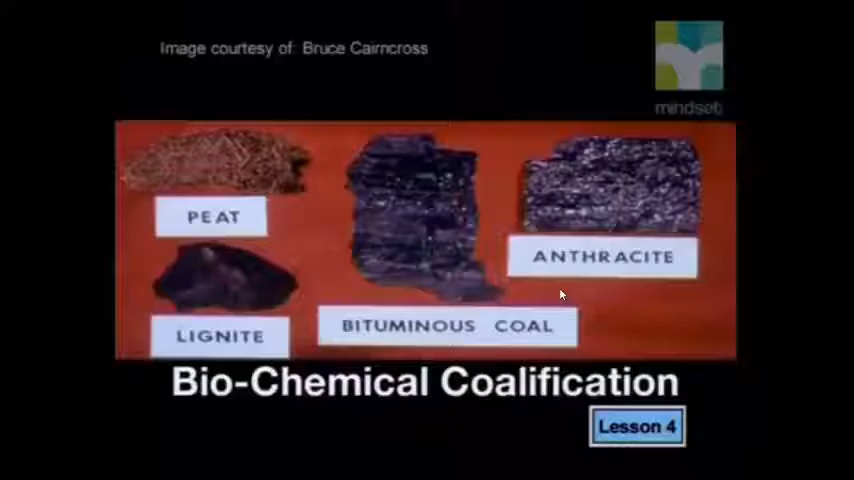 Image courtesy of: Bruce Cairncross
mindset
PEAT
LIGNITE
BITUMINOUS COAL
ANTHRACITE
Bio-Chemical Coalification
Lesson 4